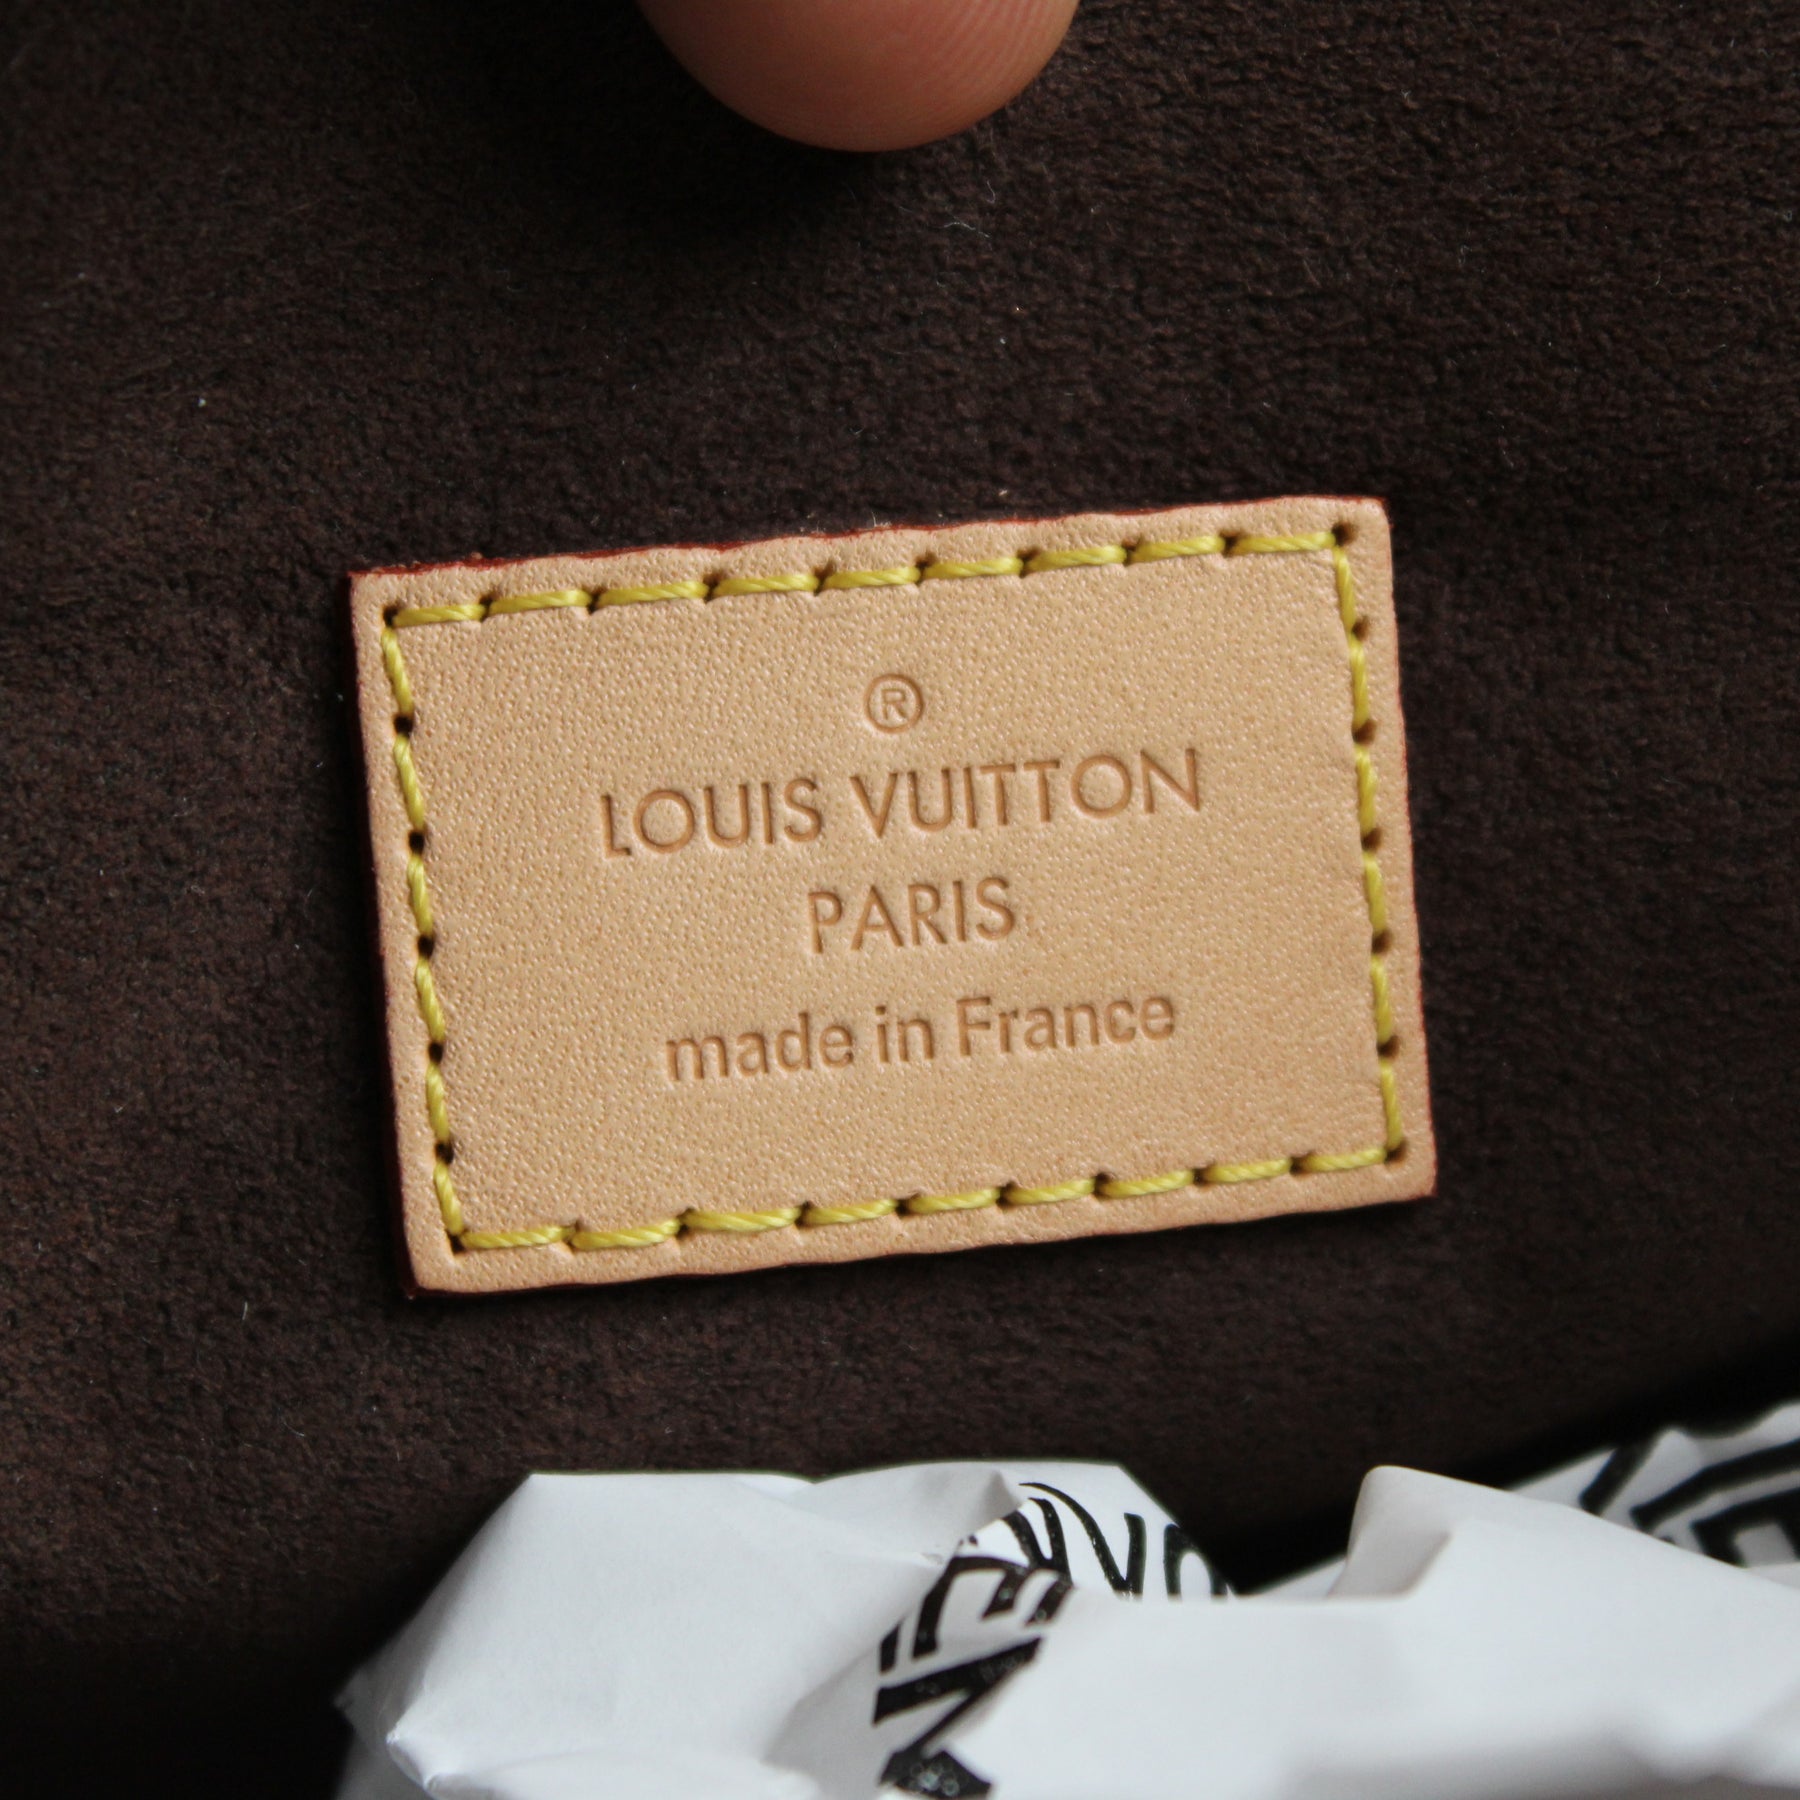 ®
LOUIS VUITTON
PARIS
made in France